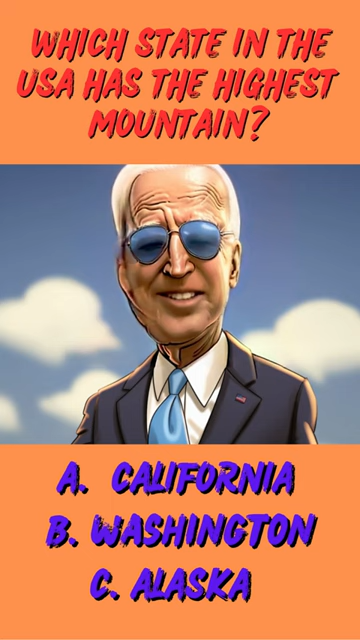 WHICH STATE IN THE
USA HAS THE HIGHEST
MOUNTAIN?
A. CALIFORNIA
B. WASHINGTON
C. ALASKA